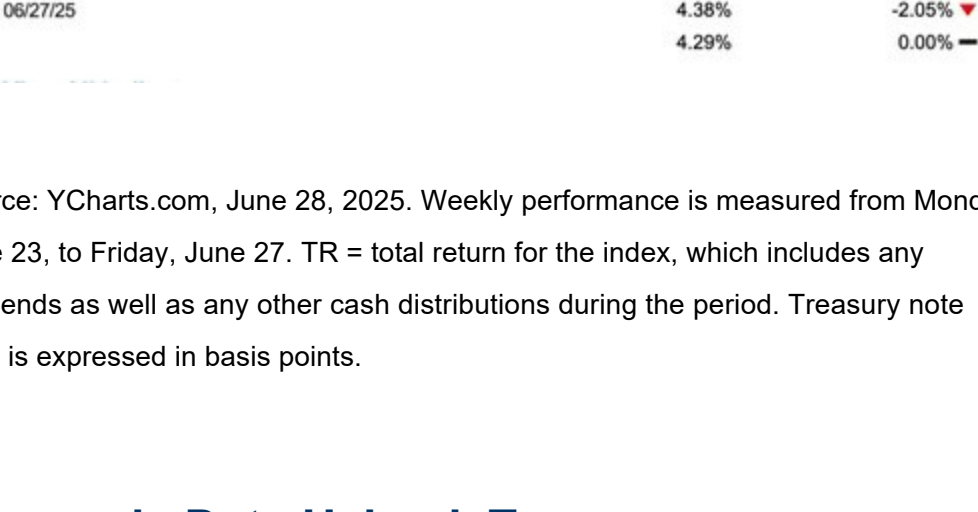 06/27/25 4.38% -2.05%
4.29% 0.00%
rce: YCharts.com, June 28, 2025. Weekly performance is measured from Mond
23, to Friday, June 27. TR = total return for the index, which includes any
ends as well as any other cash distributions during the period. Treasury note
is expressed in basis points.